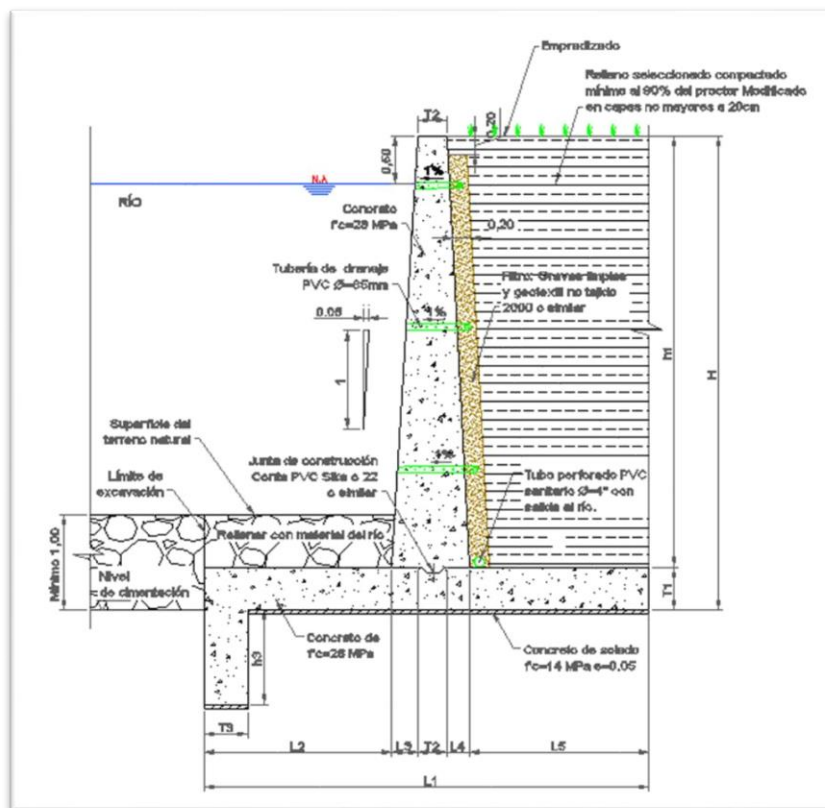 Empradizado
Relleno seleccionado compactado
mínimo al 90% del proctor Modificado
en capas no mayores a 20cm
T2
0,20
0,60
1%
N.A
RÍO
Concreto
f'c=28 MPa
0,20
Tubería de drenaje
PVC Ø=65mm
Filtro: Gravas limpias
y geotextil no tejido
2000 o similar
0.05
1%
1
h1
H
Superficie del
terreno natural
Junta de construcción
Cinta PVC Sika o 22
o similar
1%
Límite de
excavación
Tubo perforado PVC
sanitario Ø=4" con
salida al río.
Rellenar con material del río
Mínimo 1,00
Nivel
de cimentación
T1
Concreto de
f'c=28 MPa
Concreto de solado
f'c=14 MPa e=0.05
h3
T3
L2
L3
T2
L4
L5
L1